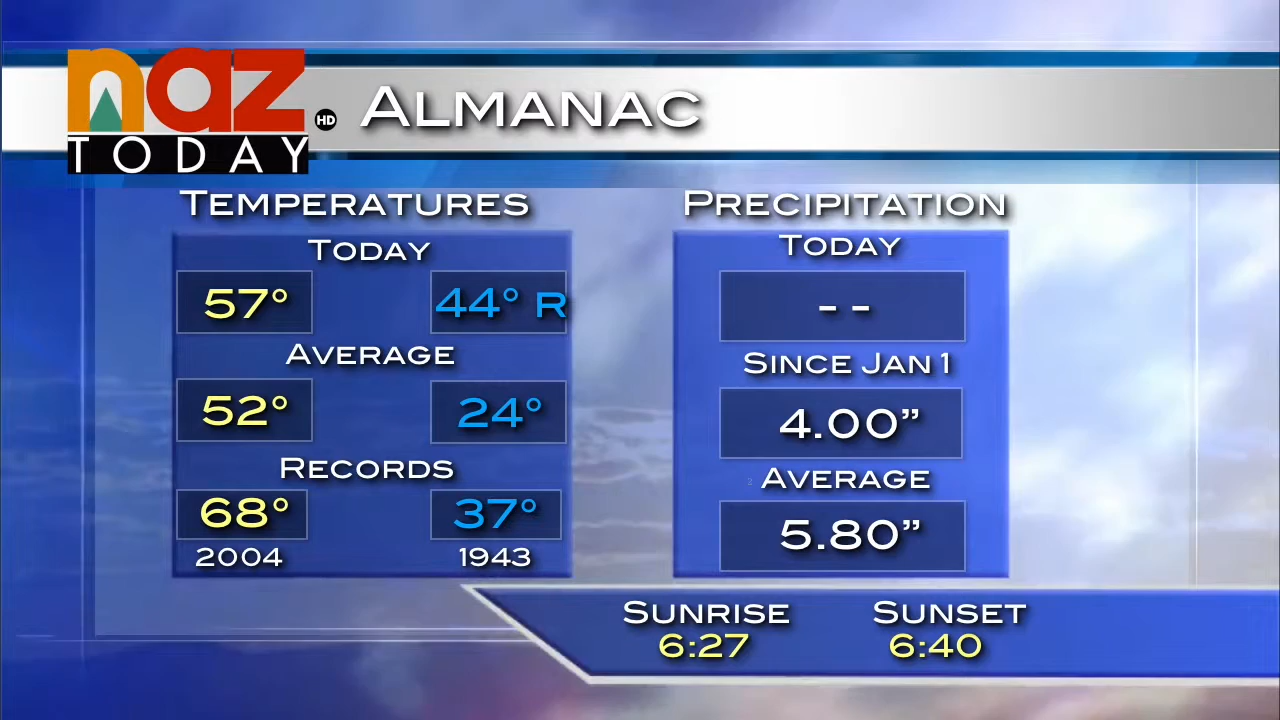 naz
TODAY
HD
ALMANAC
TEMPERATURES
TODAY
57° 44° R
AVERAGE
52° 24°
RECORDS
68° 37°
2004 1943
PRECIPITATION
TODAY
- -
SINCE JAN 1
4.00”
2 AVERAGE
5.80”
SUNRISE SUNSET
6:27 6:40